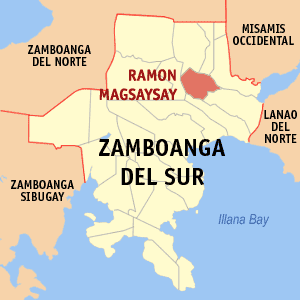 MISAMIS
OCCIDENTAL
ZAMBOANGA
DEL NORTE
RAMON
MAGSAYSAY
LANAO
DEL
NORTE
ZAMBOANGA
DEL SUR
ZAMBOANGA
SIBUGAY
Illana Bay